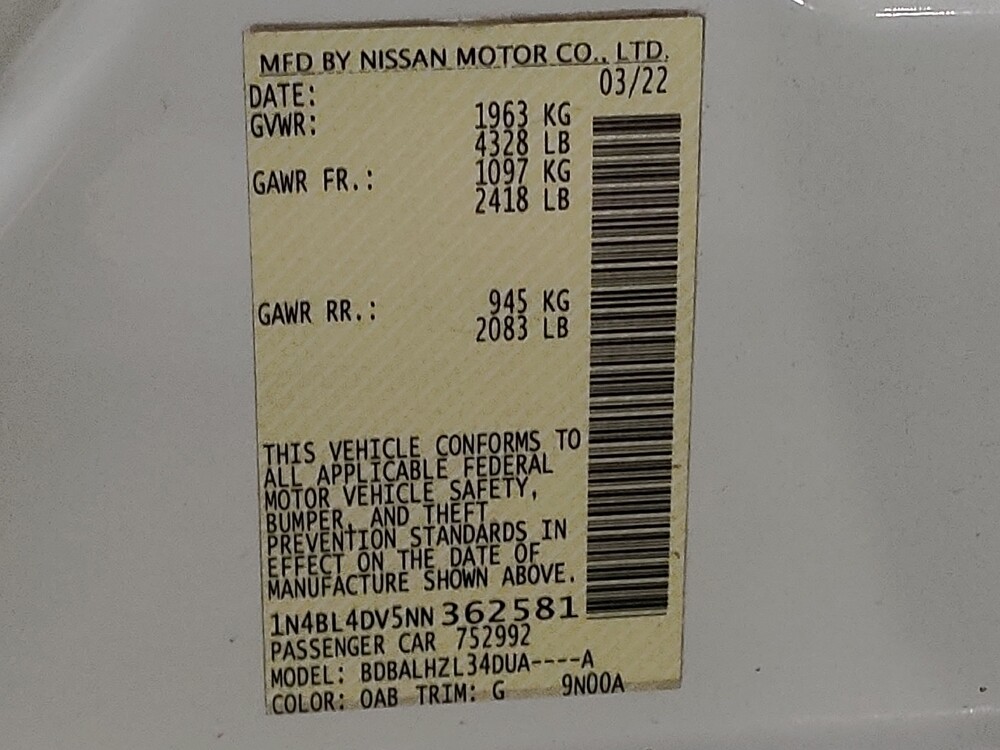 MFD BY NISSAN MOTOR CO., LTD.
DATE: 03/22
GVWR: 1963 KG
4328 LB
GAWR FR.: 1097 KG
2418 LB
GAWR RR.: 945 KG
2083 LB
THIS VEHICLE CONFORMS TO
ALL APPLICABLE FEDERAL
MOTOR VEHICLE SAFETY,
BUMPER, AND THEFT
PREVENTION STANDARDS IN
EFFECT ON THE DATE OF
MANUFACTURE SHOWN ABOVE.
1N4BL4DV5NN 362581
PASSENGER CAR 752992
MODEL: BDBALHZL34DUA----A
COLOR: OAB TRIM: G 9N00A